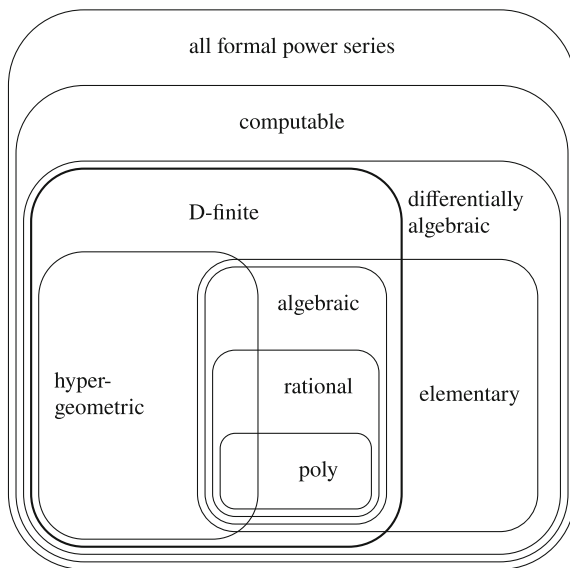 all formal power series
computable
differentially
algebraic
D-finite
algebraic
hyper-
geometric
rational
elementary
poly